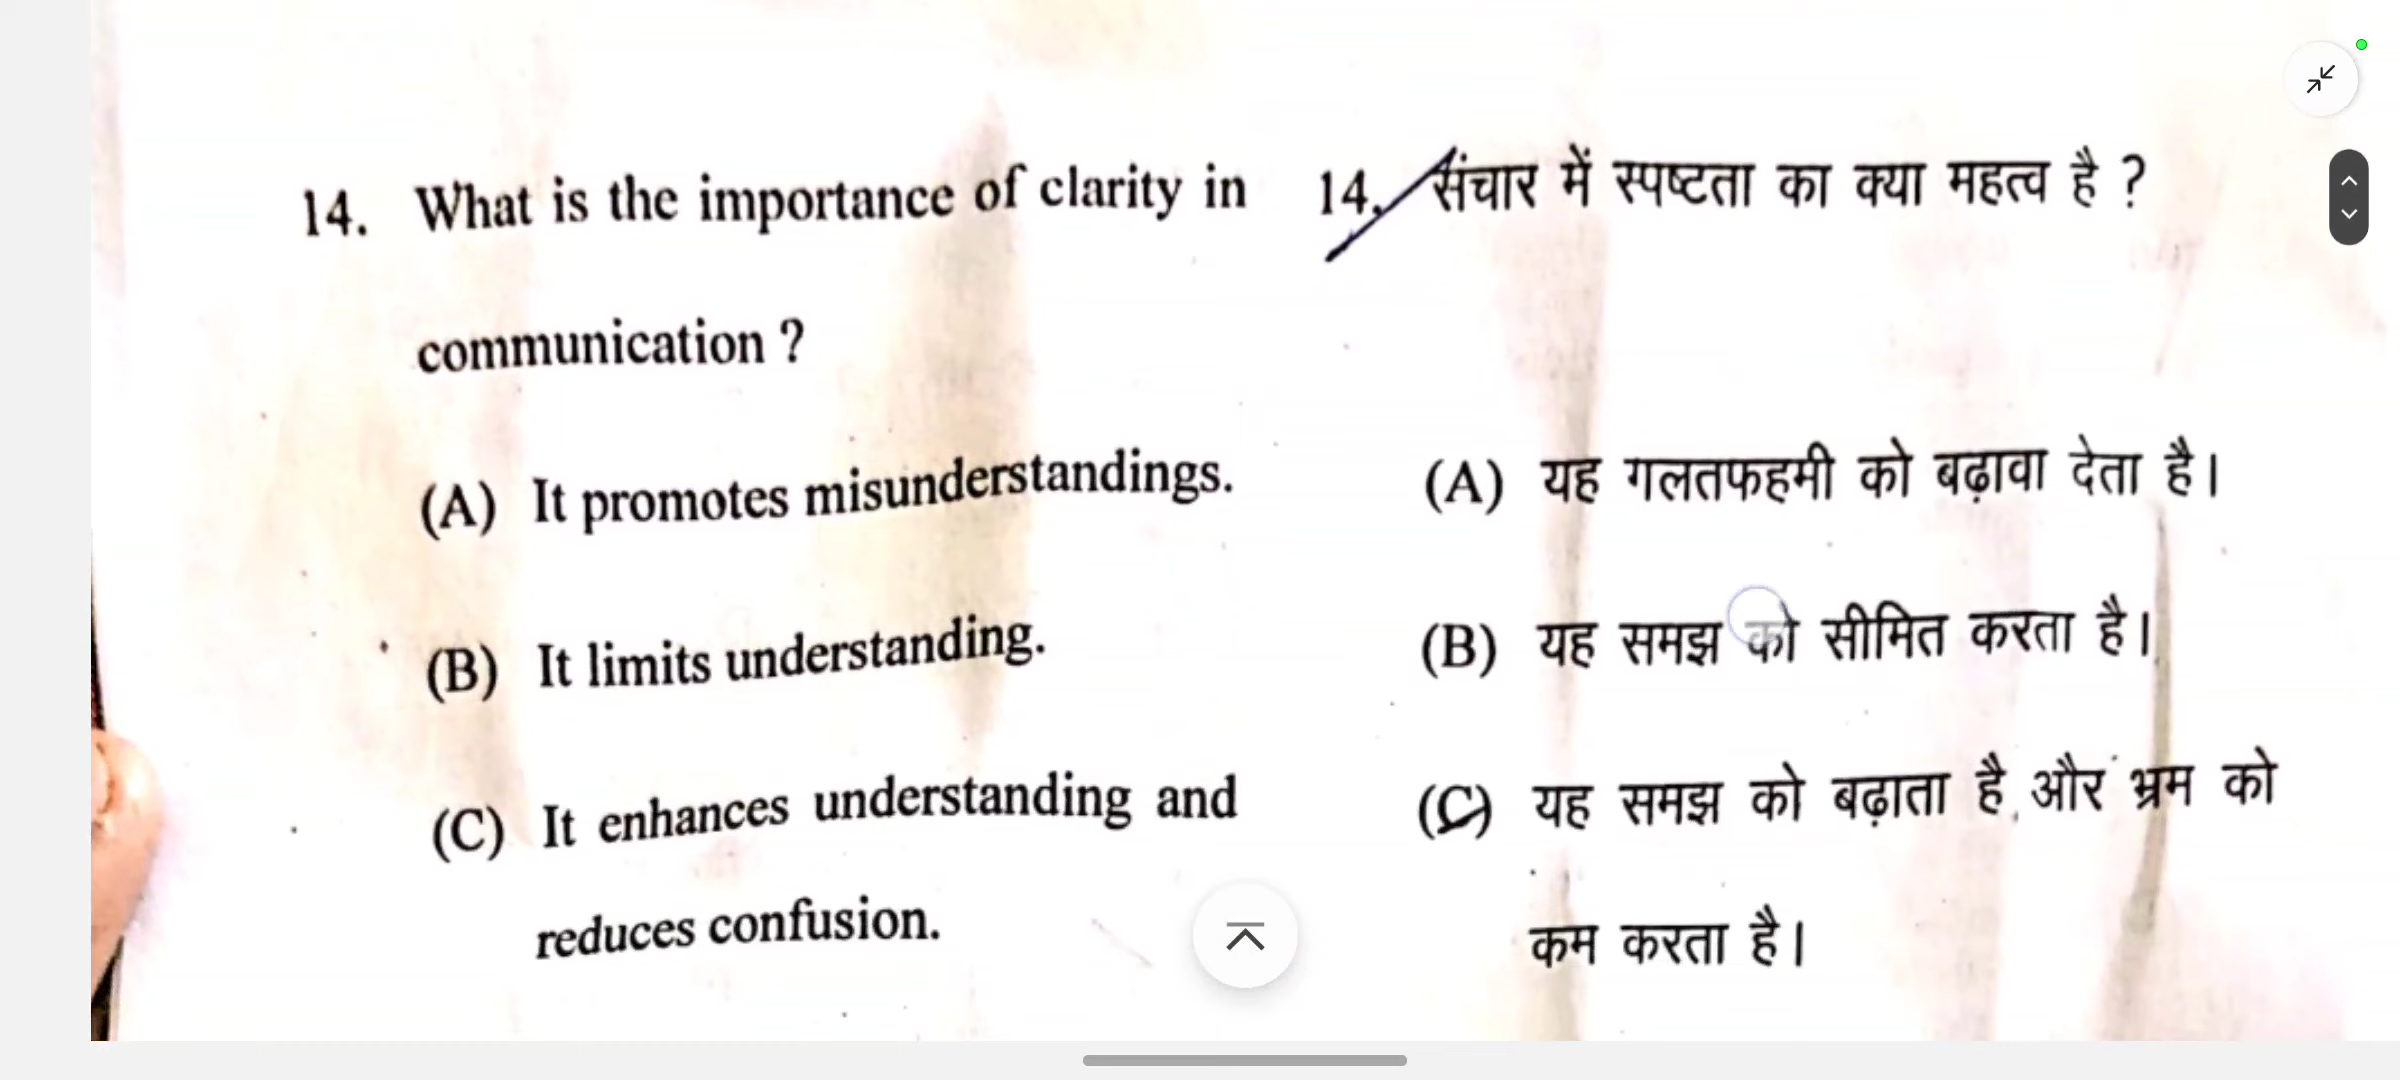 14. What is the importance of clarity in
communication ?
(A) It promotes misunderstandings.
(B) It limits understanding.
(C) It enhances understanding and
reduces confusion.
14. संचार में स्पष्टता का क्या महत्व है ?
(A) यह गलतफहमी को बढ़ावा देता है।
(B) यह समझ को सीमित करता है।
(C) यह समझ को बढ़ाता है और भ्रम को
कम करता है।